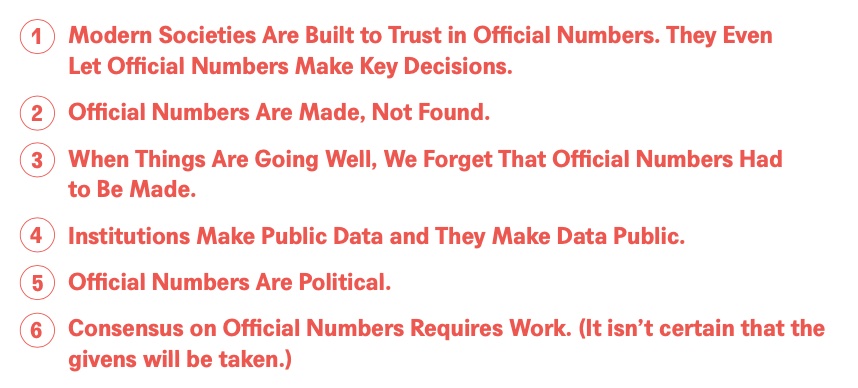 1 Modern Societies Are Built to Trust in Official Numbers. They Even
Let Official Numbers Make Key Decisions.
2 Official Numbers Are Made, Not Found.
3 When Things Are Going Well, We Forget That Official Numbers Had
to Be Made.
4 Institutions Make Public Data and They Make Data Public.
5 Official Numbers Are Political.
6 Consensus on Official Numbers Requires Work. (It isn’t certain that the
givens will be taken.)